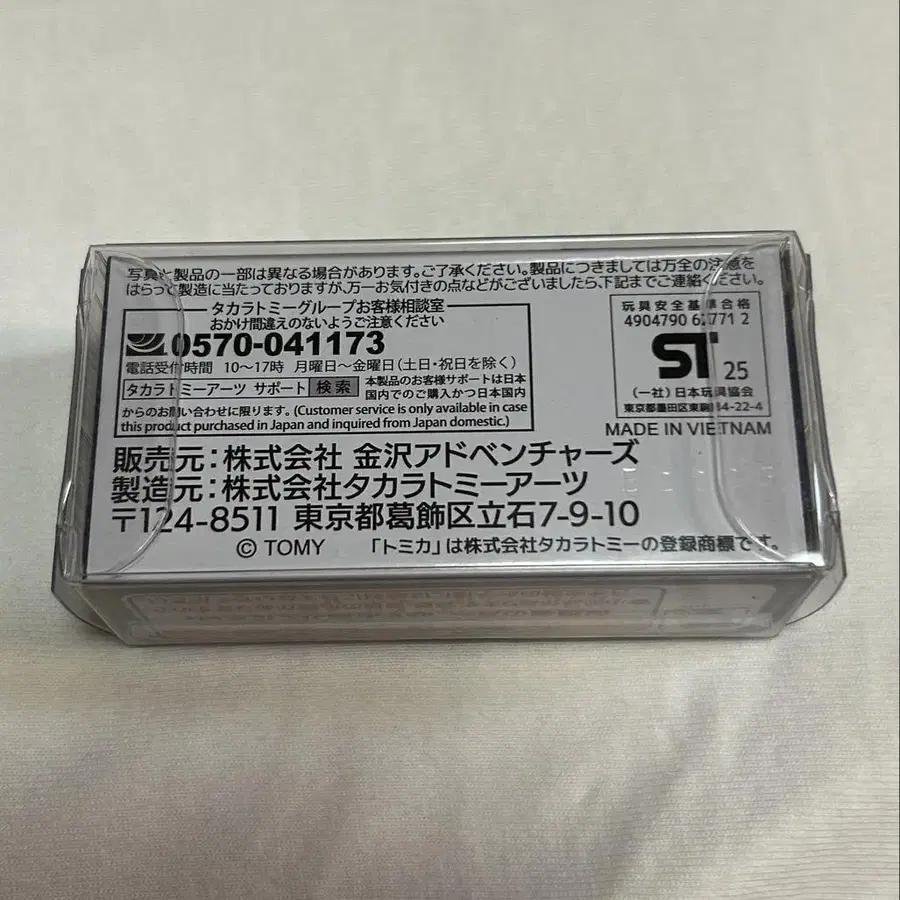 写真と製品の一部は異なる場合があります。ご了承ください。製品につきましては万全の注意を
はらって製造に当たっておりますが、万一お気付きの点などがございましたら、下記までご連絡ください。
タカラトミーグループお客様相談室
おかけ間違えのないようご注意ください
0570-041173
電話受付時間 10〜17時 月曜日〜金曜日(土日・祝日を除く)
タカラトミーアーツ サポート 検索 本製品のお客様サポートは日本
国内でのご購入かつ日本国内
からのお問い合わせに限ります。(Customer service is only available in case
this product purchased in Japan and inquired from Japan domestic.)
玩具安全基準合格
4904790 771 2
ST 25
(一社)日本玩具協会
東京都墨田区東駒 4-22-4
MADE IN VIETNAM
販売元:株式会社 金沢アドベンチャーズ
製造元:株式会社タカラトミーアーツ
〒124-8511 東京都葛飾区立石7-9-10
© TOMY 「トミカ」は株式会社タカラトミーの登録商標です。